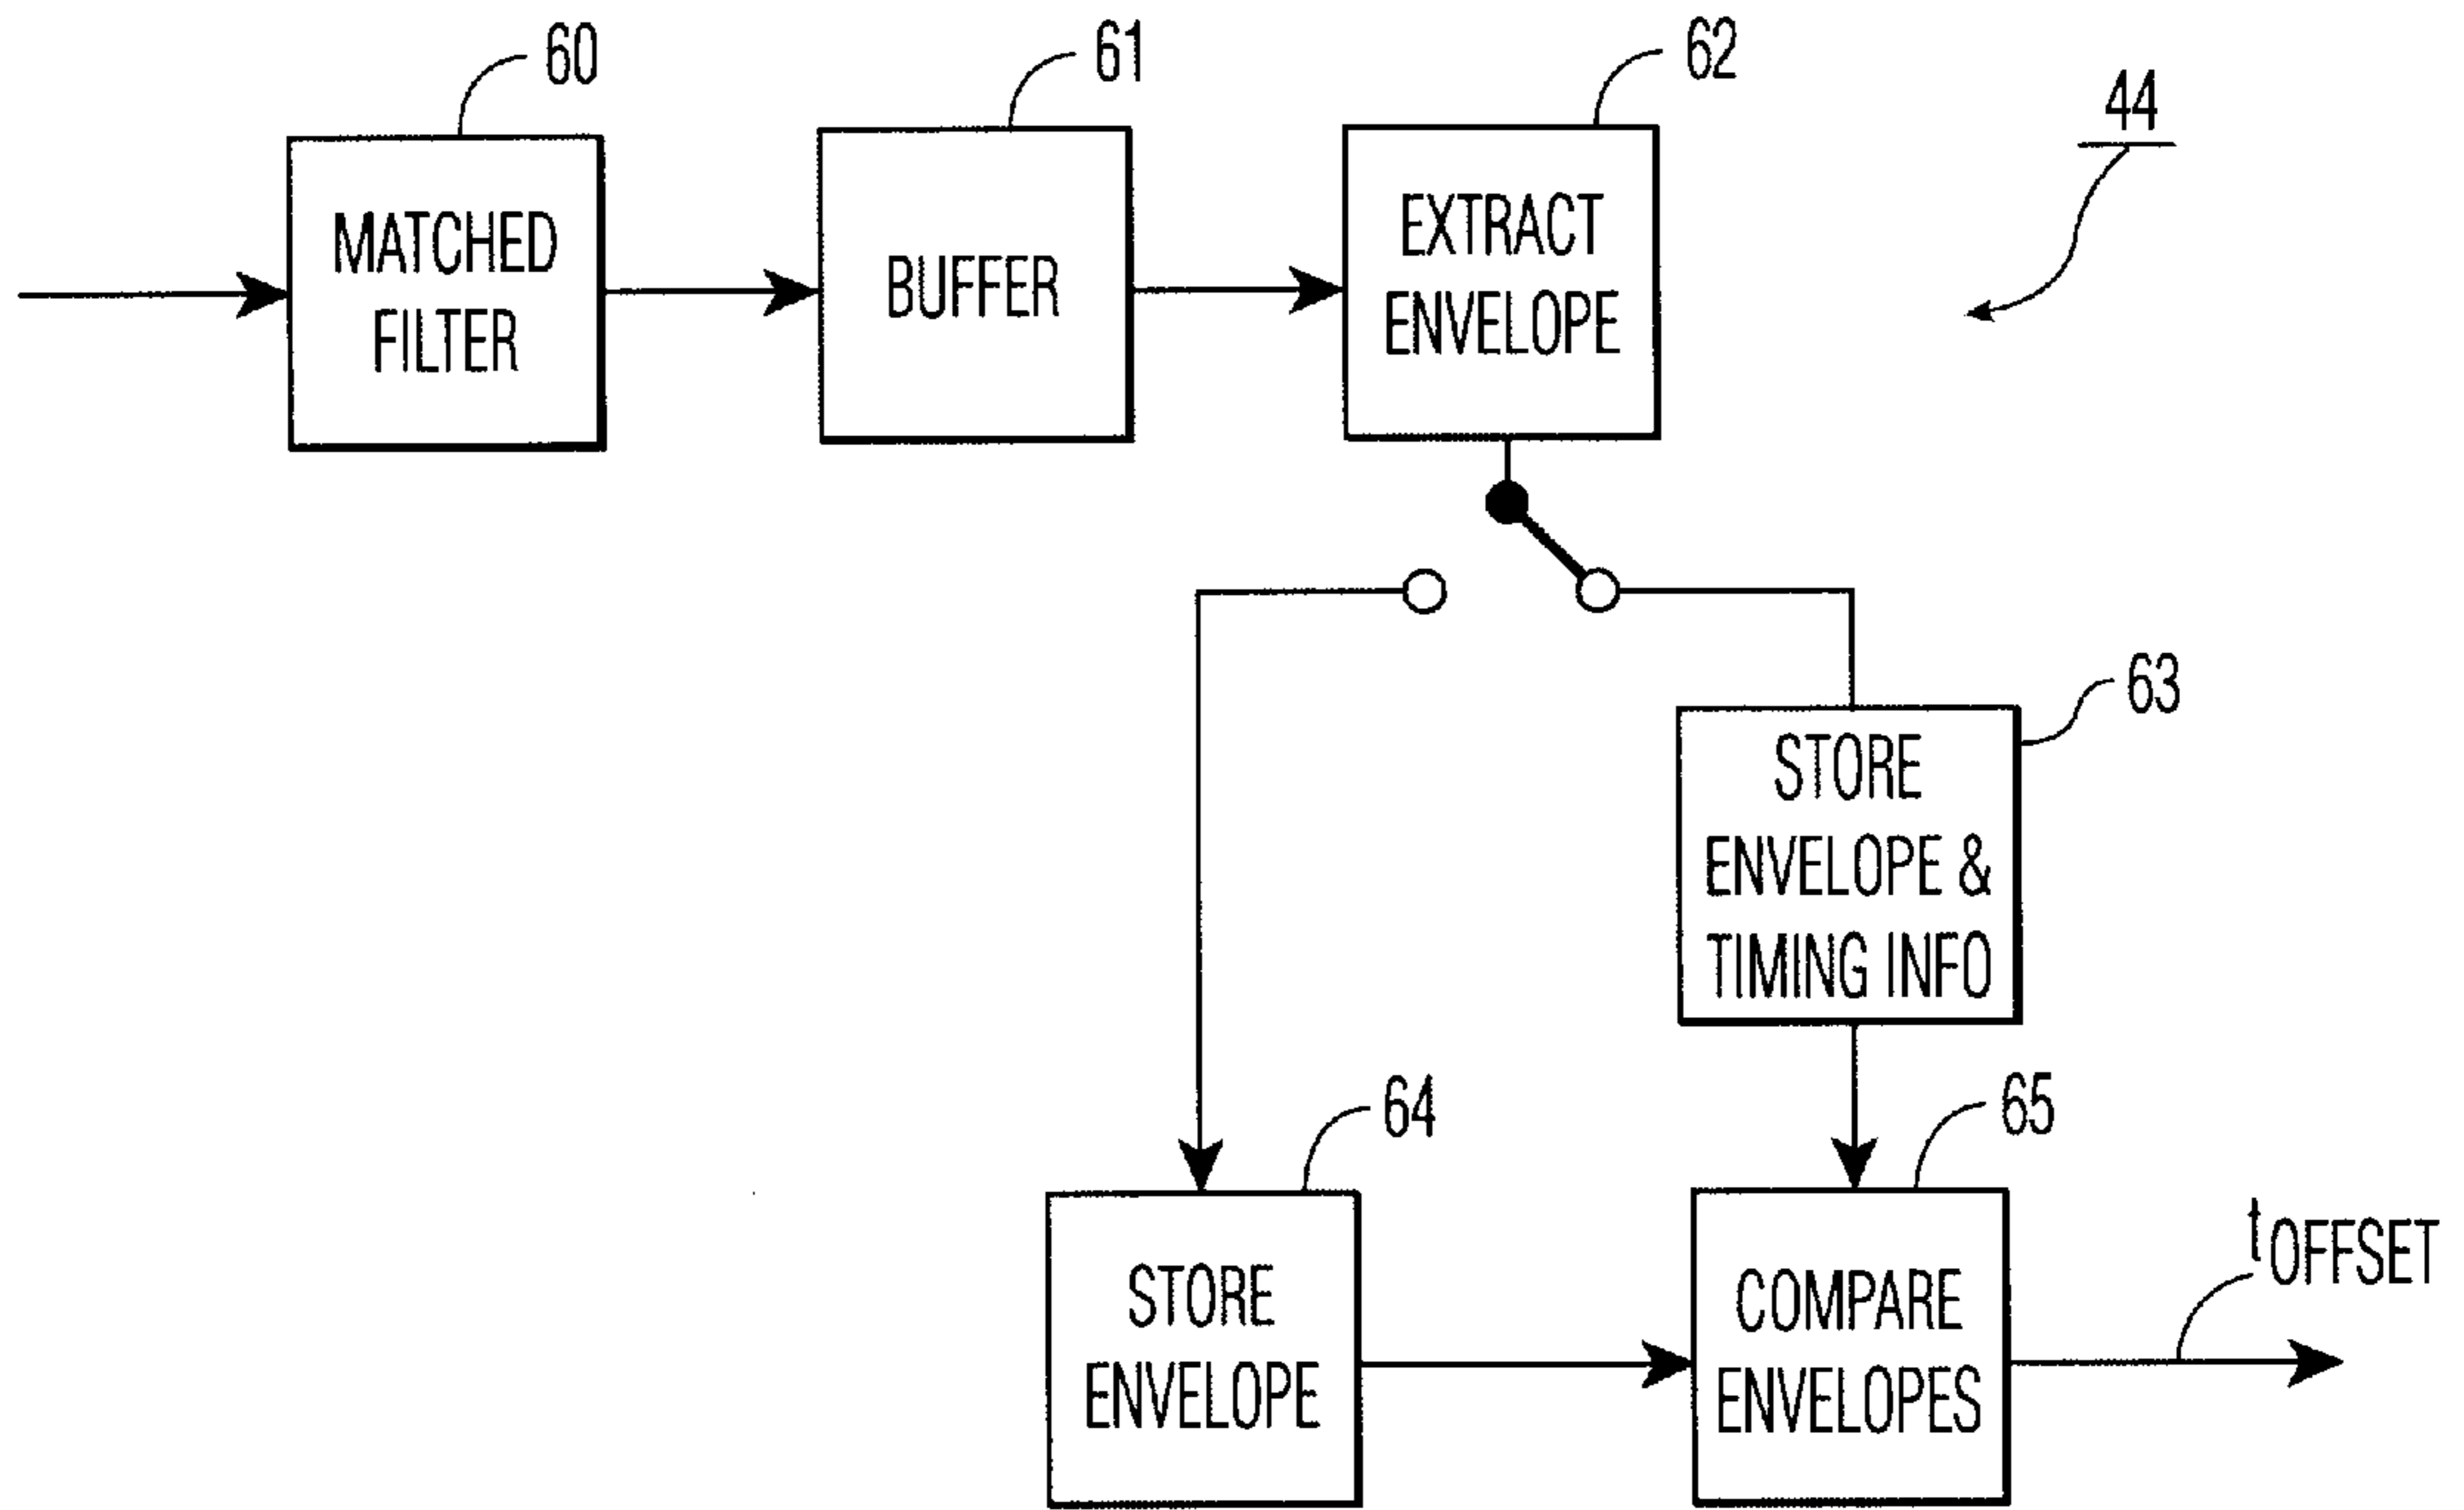 60
61
62
44
MATCHED
FILTER
BUFFER
EXTRACT
ENVELOPE
63
STORE
ENVELOPE &
TIMING INFO
64
65
STORE
ENVELOPE
COMPARE
ENVELOPES
tOFFSET